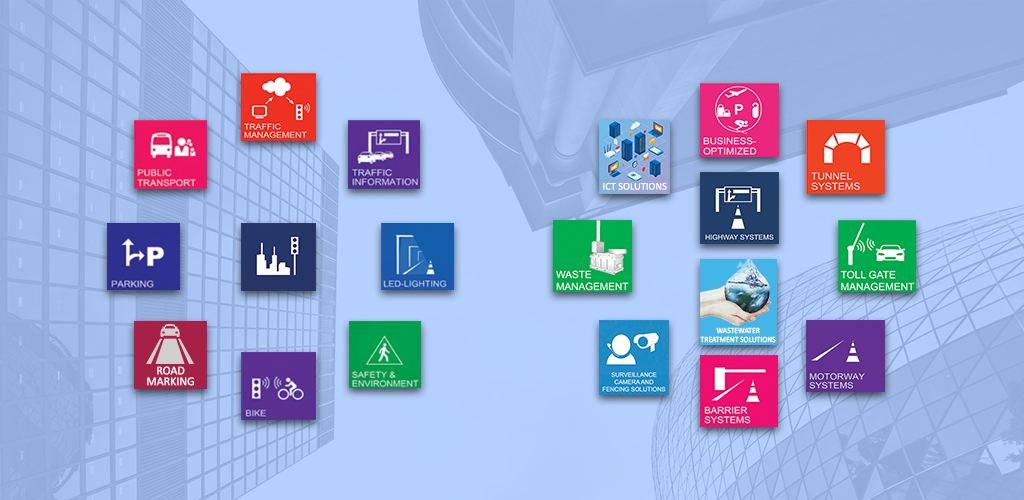 TRAFFIC
MANAGEMENT
PUBLIC
TRANSPORT
TRAFFIC
INFORMATION
P
PARKING
LED-LIGHTING
ROAD
MARKING
BIKE
SAFETY &
ENVIRONMENT
P
BUSINESS-
OPTIMIZED
ICT SOLUTIONS
TUNNEL
SYSTEMS
HIGHWAY SYSTEMS
WASTE
MANAGEMENT
TOLL GATE
MANAGEMENT
WASTEWATER
TREATMENT SOLUTIONS
SURVEILLANCE
CAMERA AND
FENCING SOLUTIONS
MOTORWAY
SYSTEMS
BARRIER
SYSTEMS